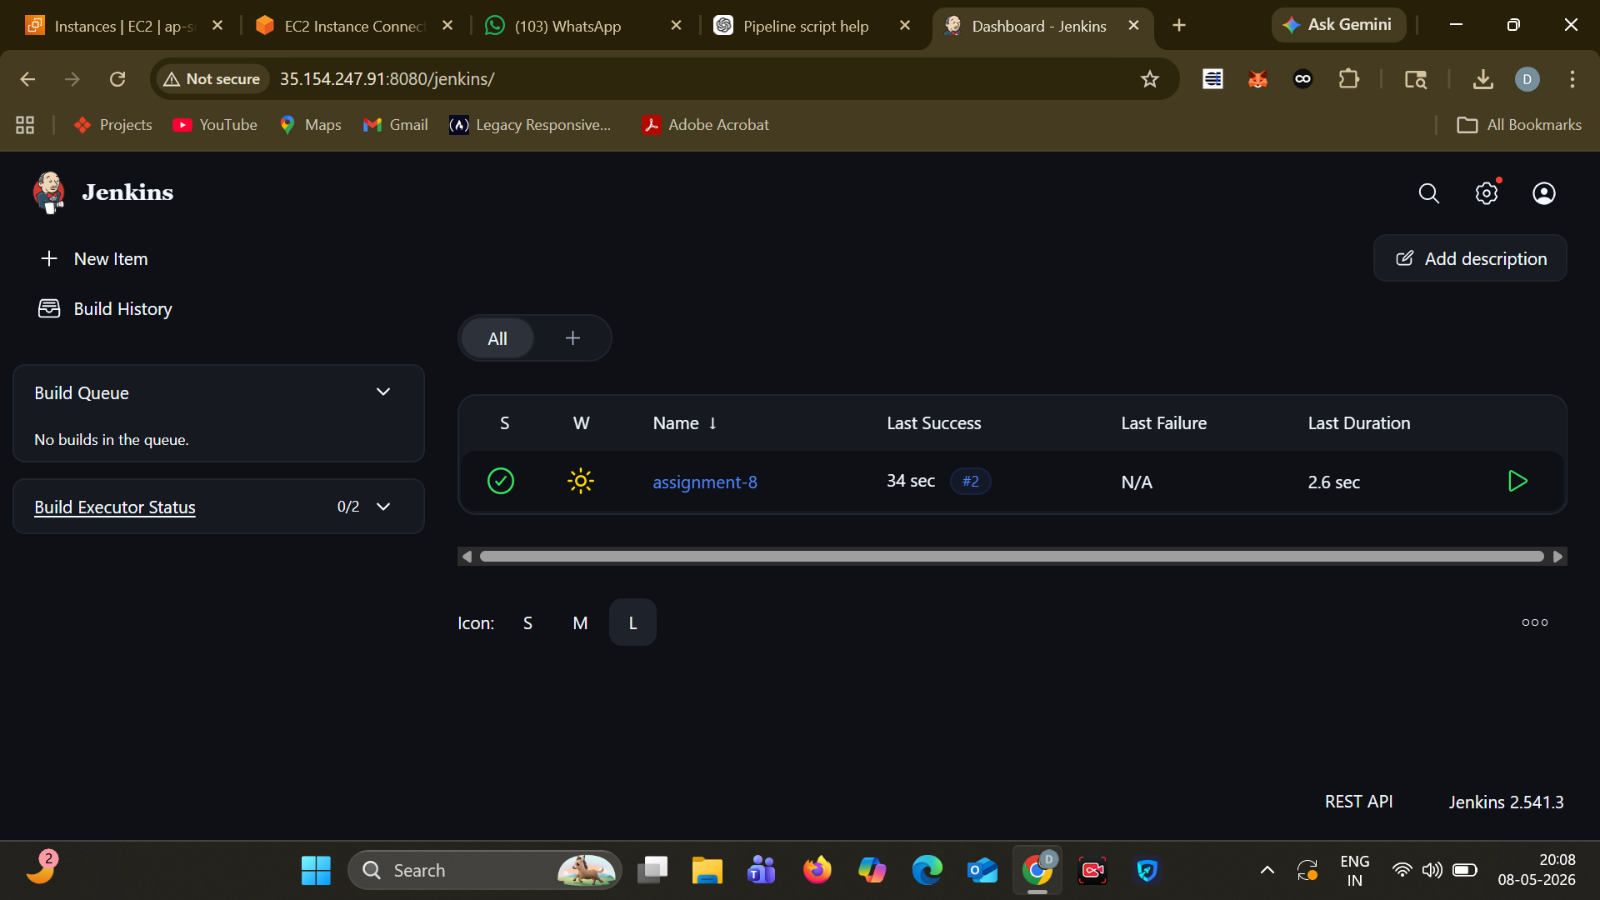 Instances | EC2 | ap-s
EC2 Instance Connect
(103) WhatsApp
Pipeline script help
Dashboard - Jenkins
Ask Gemini
Not secure
35.154.247.91:8080/jenkins/
D
Projects
YouTube
Maps
Gmail
Legacy Responsive...
Adobe Acrobat
All Bookmarks
Jenkins
New Item
Add description
Build History
All
Build Queue
No builds in the queue.
Build Executor Status
0/2
S W Name ↓ Last Success Last Failure Last Duration
assignment-8 34 sec #2 N/A 2.6 sec
Icon: S M L
REST API
Jenkins 2.541.3
2
Search
D
ENG
IN
20:08
08-05-2026